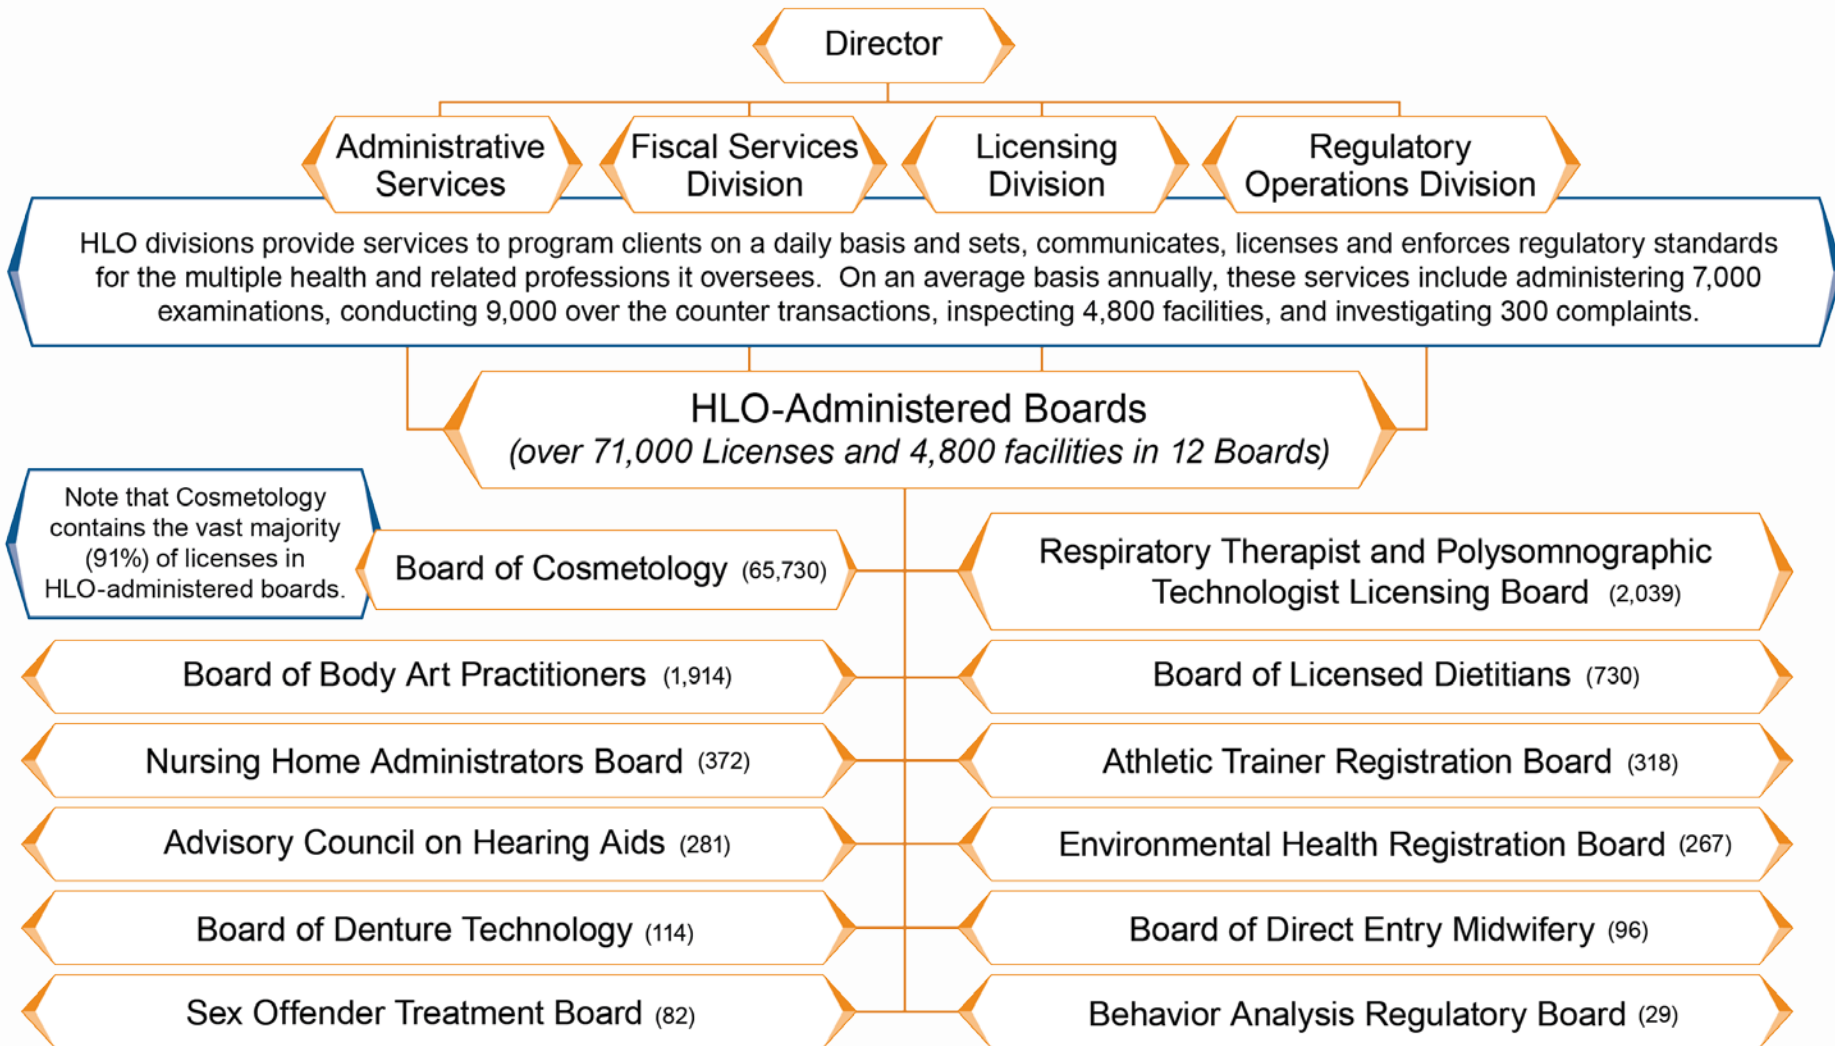 Director
Administrative
Services
Fiscal Services
Division
Licensing
Division
Regulatory
Operations Division
HLO divisions provide services to program clients on a daily basis and sets, communicates, licenses and enforces regulatory standards
for the multiple health and related professions it oversees.  On an average basis annually, these services include administering 7,000
examinations, conducting 9,000 over the counter transactions, inspecting 4,800 facilities, and investigating 300 complaints.
HLO-Administered Boards
(over 71,000 Licenses and 4,800 facilities in 12 Boards)
Note that Cosmetology
contains the vast majority
(91%) of licenses in
HLO-administered boards.
Board of Cosmetology (65,730)
Respiratory Therapist and Polysomnographic
Technologist Licensing Board (2,039)
Board of Body Art Practitioners (1,914)
Board of Licensed Dietitians (730)
Nursing Home Administrators Board (372)
Athletic Trainer Registration Board (318)
Advisory Council on Hearing Aids (281)
Environmental Health Registration Board (267)
Board of Denture Technology (114)
Board of Direct Entry Midwifery (96)
Sex Offender Treatment Board (82)
Behavior Analysis Regulatory Board (29)